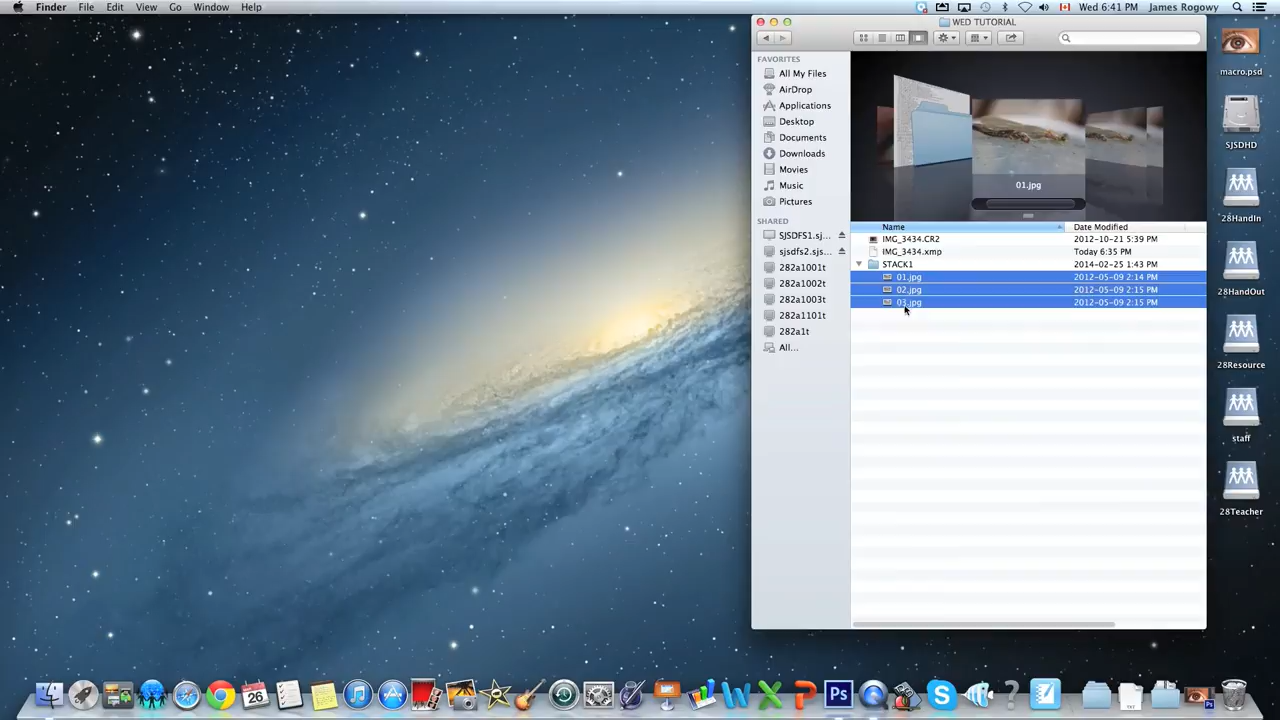 Finder File Edit View Go Window Help Wed 6:41 PM James Rogowy
WED TUTORIAL
FAVORITES
All My Files
AirDrop
Applications
Desktop
Documents
Downloads
Movies
Music
Pictures
SHARED
SJSDFS1.sj...
sjsdfs2.sjs...
282a1001t
282a1002t
282a1003t
282a1101t
282a1t
All...
01.jpg
Name Date Modified
IMG_3434.CR2 2012-10-21 5:39 PM
IMG_3434.xmp Today 6:35 PM
STACK1 2014-02-25 1:43 PM
01.jpg 2012-05-09 2:14 PM
02.jpg 2012-05-09 2:15 PM
03.jpg 2012-05-09 2:15 PM
macro.psd
SJSDHD
28HandIn
28HandOut
28Resource
staff
28Teacher
26
Ps